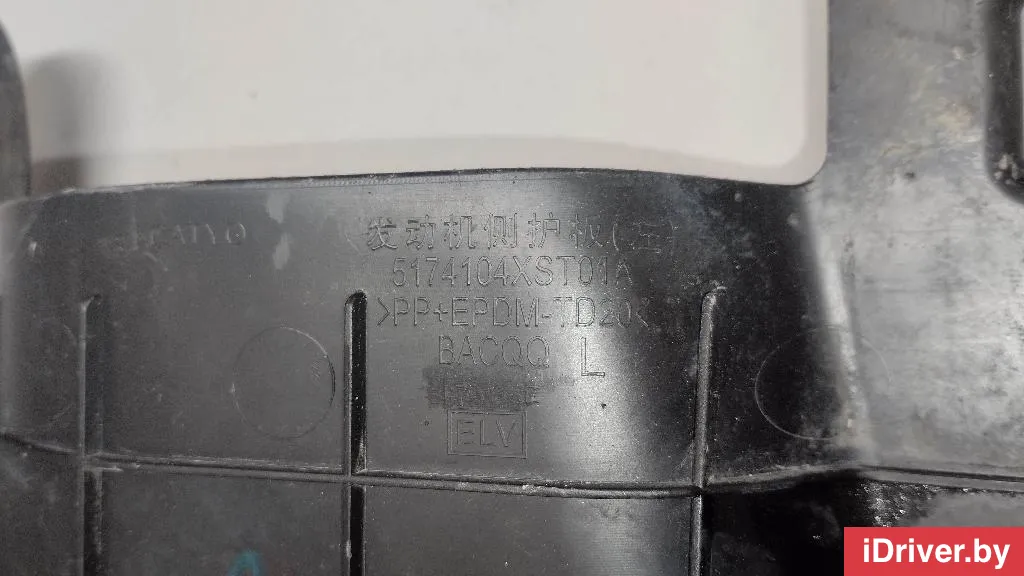 发动机侧护板(左)
5174104XST01A
>PP+EPDM-TD20<
BACQQ L
ELV
iDriver.by